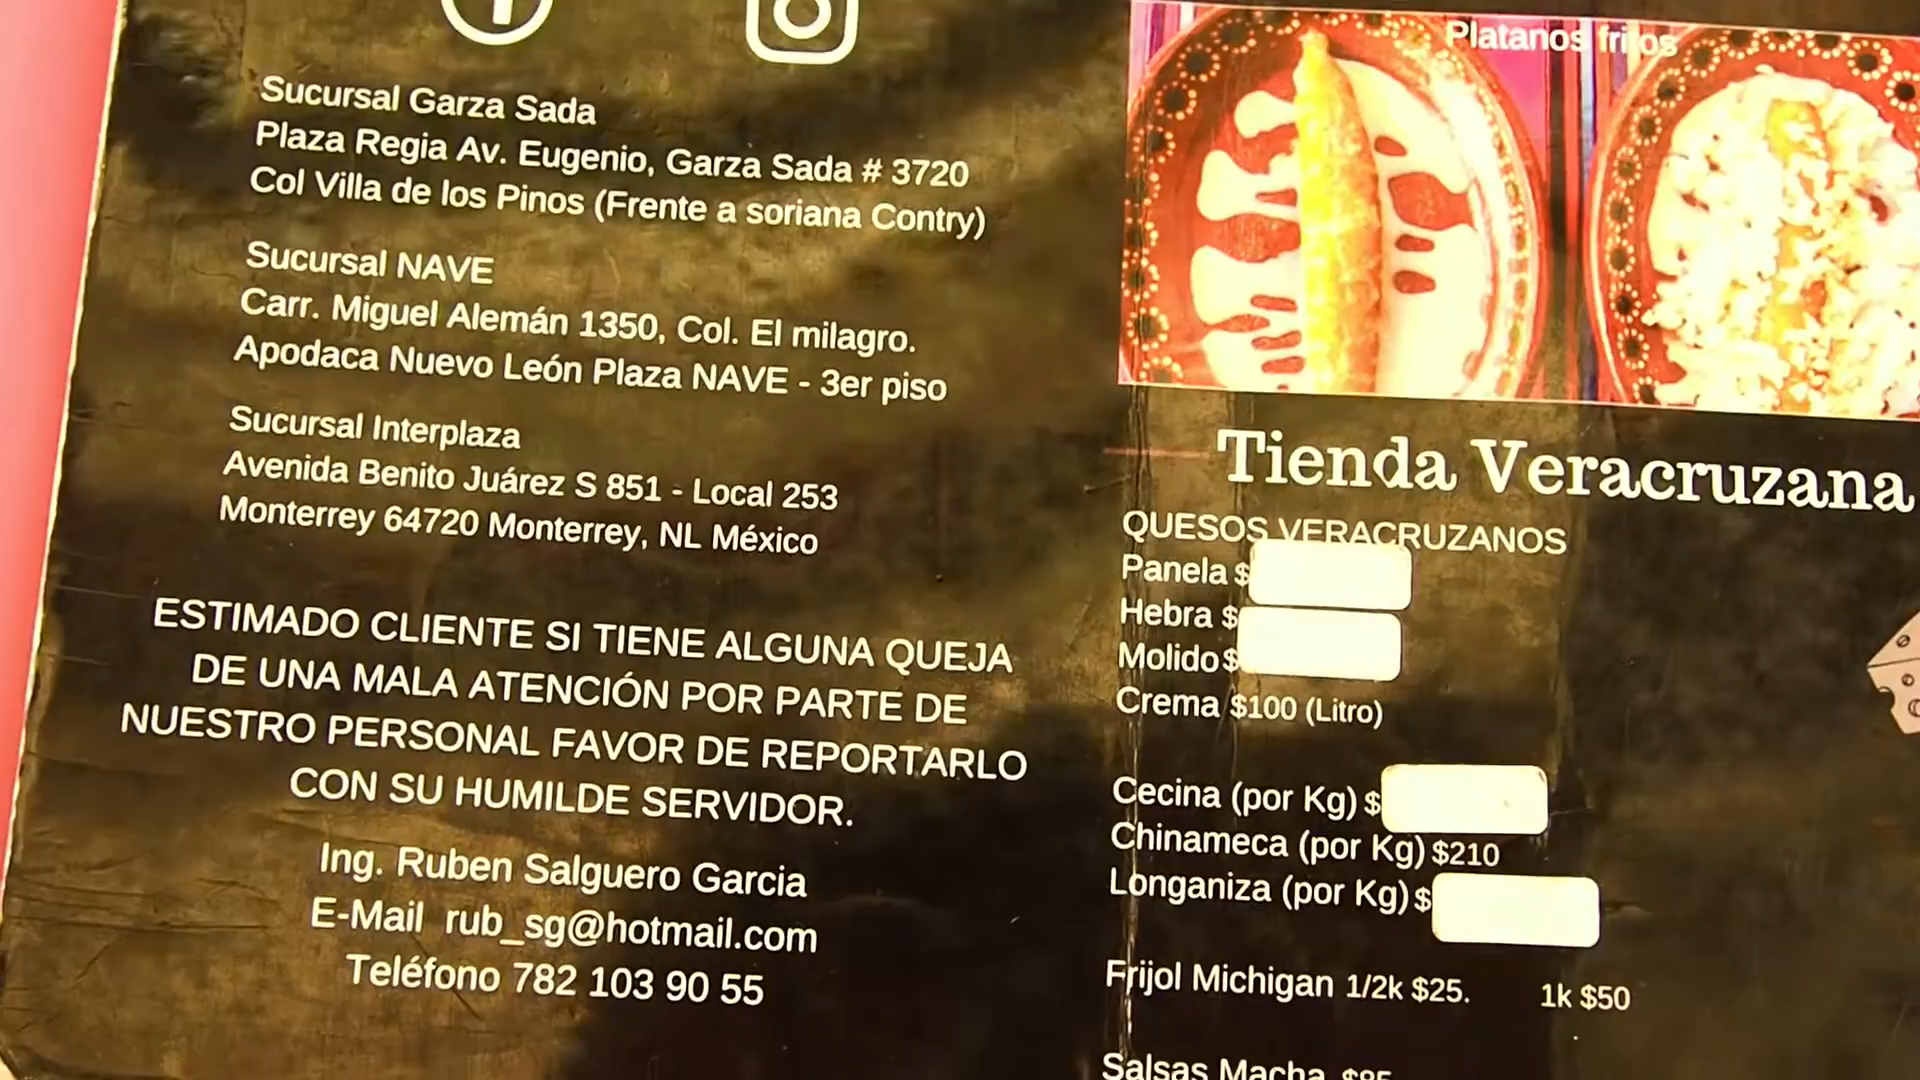 Sucursal Garza Sada
Plaza Regia Av. Eugenio, Garza Sada # 3720
Col Villa de los Pinos (Frente a soriana Contry)
Sucursal NAVE
Carr. Miguel Alemán 1350, Col. El milagro.
Apodaca Nuevo León Plaza NAVE - 3er piso
Sucursal Interplaza
Avenida Benito Juárez S 851 - Local 253
Monterrey 64720 Monterrey, NL México
ESTIMADO CLIENTE SI TIENE ALGUNA QUEJA
DE UNA MALA ATENCIÓN POR PARTE DE
NUESTRO PERSONAL FAVOR DE REPORTARLO
CON SU HUMILDE SERVIDOR.
Ing. Ruben Salguero Garcia
E-Mail rub_sg@hotmail.com
Teléfono 782 103 90 55
Platanos fritos
Tienda Veracruzana
QUESOS VERACRUZANOS
Panela $
Hebra $
Molido $
Crema $100 (Litro)
Cecina (por Kg) $
Chinameca (por Kg) $210
Longaniza (por Kg) $
Frijol Michigan 1/2k $25. 1k $50
Salsas Macha $85